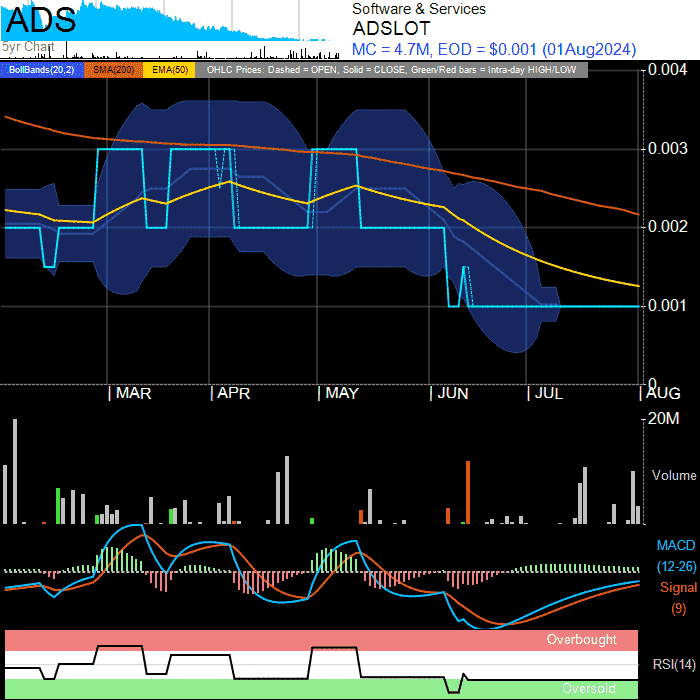 ADS
5yr Chart
Software & Services
ADSLOT
MC = 4.7M, EOD = $0.001 (01Aug2024)
BollBands(20,2) SMA(200) EMA(50) OHLC Prices: Dashed = OPEN, Solid = CLOSE, Green/Red bars = Intra-day HIGH/LOW
0.004
0.003
0.002
0.001
0
MAR APR MAY JUN JUL AUG
20M
Volume
MACD
(12-26)
Signal
(9)
Overbought
RSI(14)
Oversold